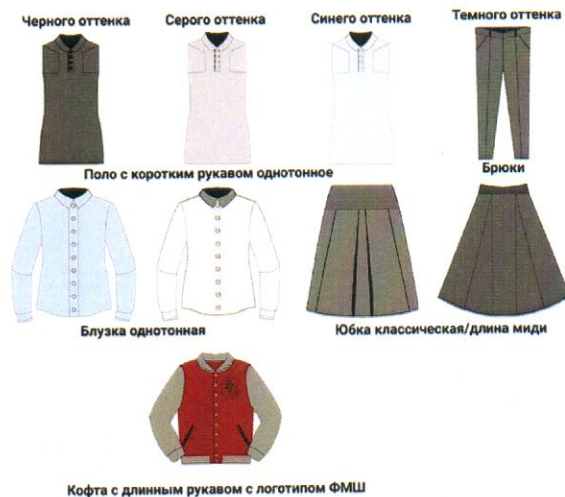 Черного оттенка Серого оттенка Синего оттенка Темного оттенка
Поло с коротким рукавом однотонное Брюки
Блузка однотонная Юбка классическая/длина миди
Кофта с длинным рукавом с логотипом ФМШ